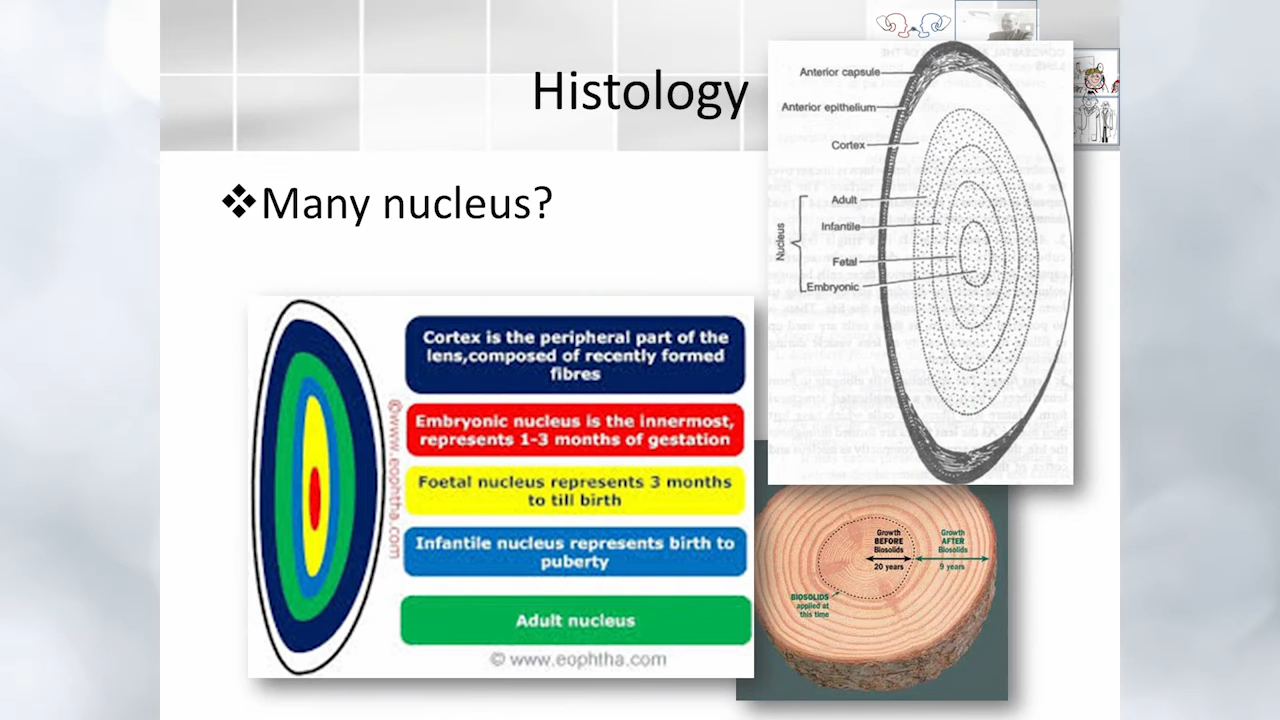 Histology
❖Many nucleus?
Anterior capsule
Anterior epithelium
Cortex
Adult
Infantile
Fetal
Embryonic
Nucleus
Cortex is the peripheral part of the
lens,composed of recently formed
fibres
Embryonic nucleus is the innermost,
represents 1-3 months of gestation
Foetal nucleus represents 3 months
to till birth
Infantile nucleus represents birth to
puberty
Adult nucleus
©www.eophtha.com
© www.eophtha.com
Growth
BEFORE
Biosolids
20 years
Growth
AFTER
Biosolids
9 years
BIOSOLIDS
applied at
this time